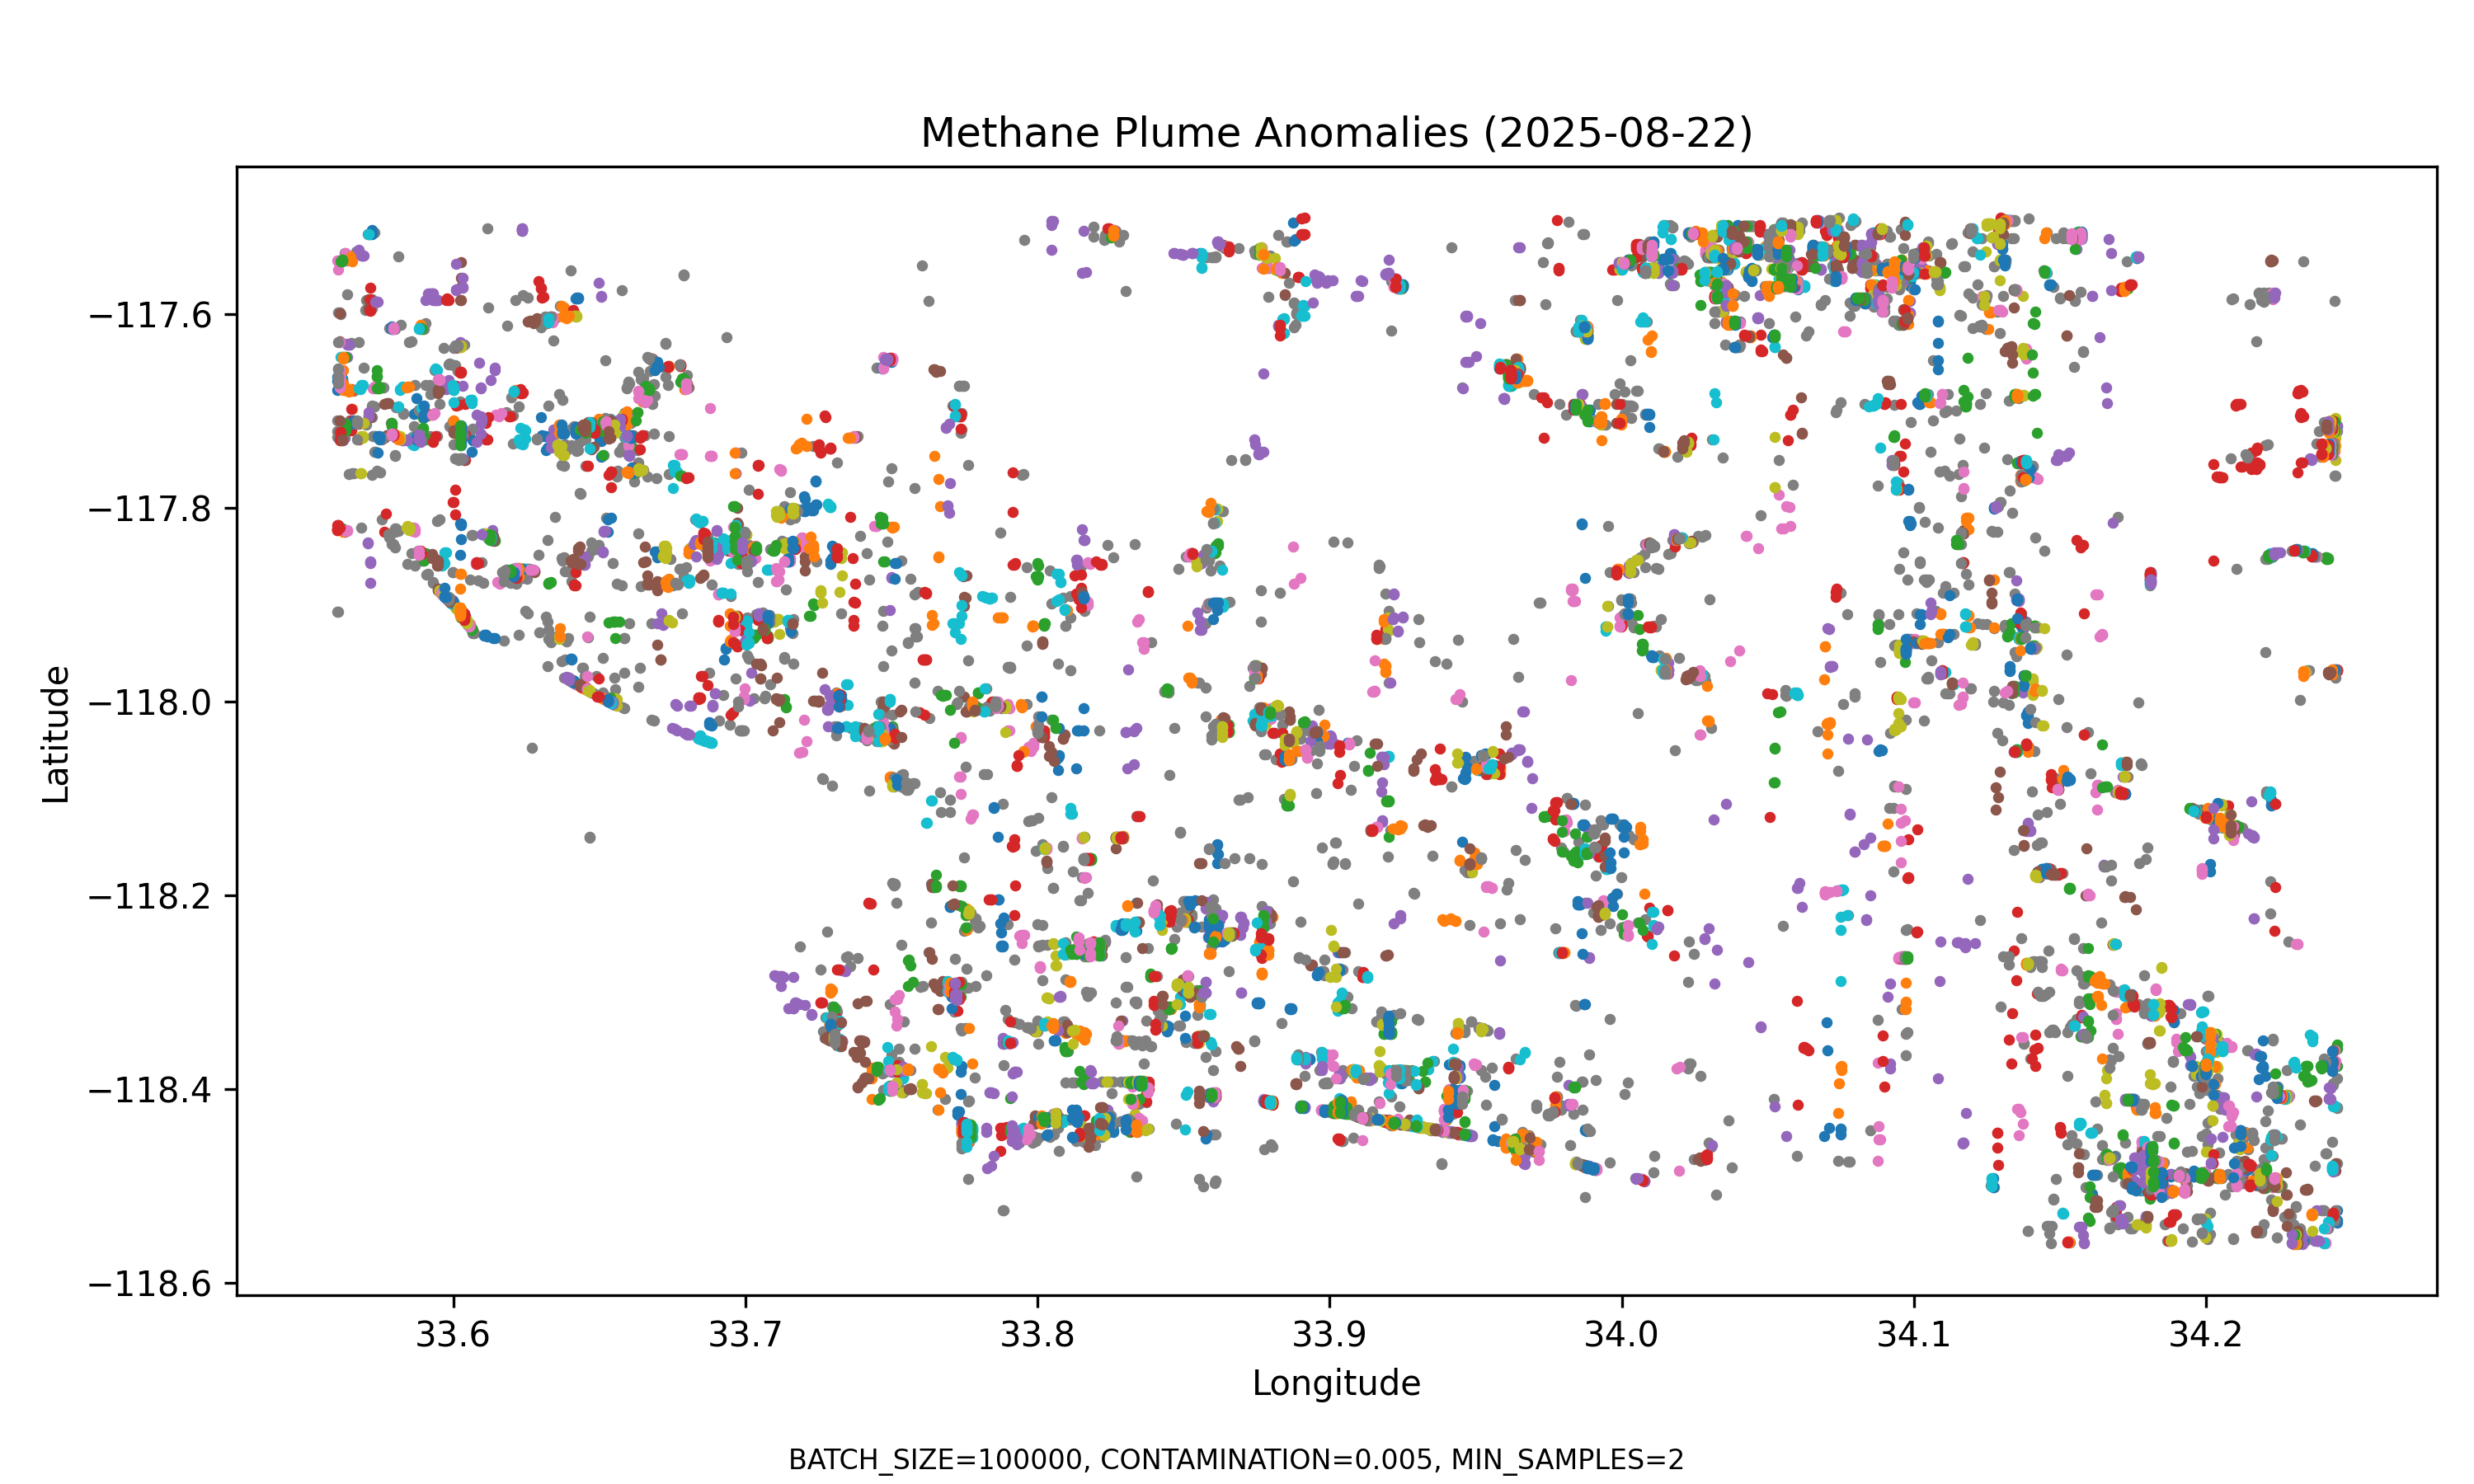 Methane Plume Anomalies (2025-08-22)
Latitude
−117.6
−117.8
−118.0
−118.2
−118.4
−118.6
33.6 33.7 33.8 33.9 34.0 34.1 34.2
Longitude
BATCH_SIZE=100000, CONTAMINATION=0.005, MIN_SAMPLES=2